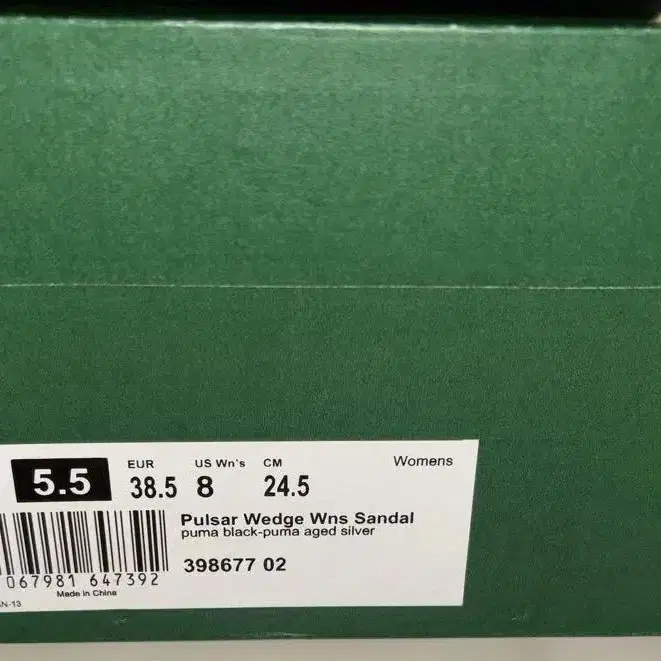 EUR US Wn's CM Womens
5.5 38.5 8 24.5
Pulsar Wedge Wns Sandal
puma black-puma aged silver
398677 02
067981 647392
Made in China